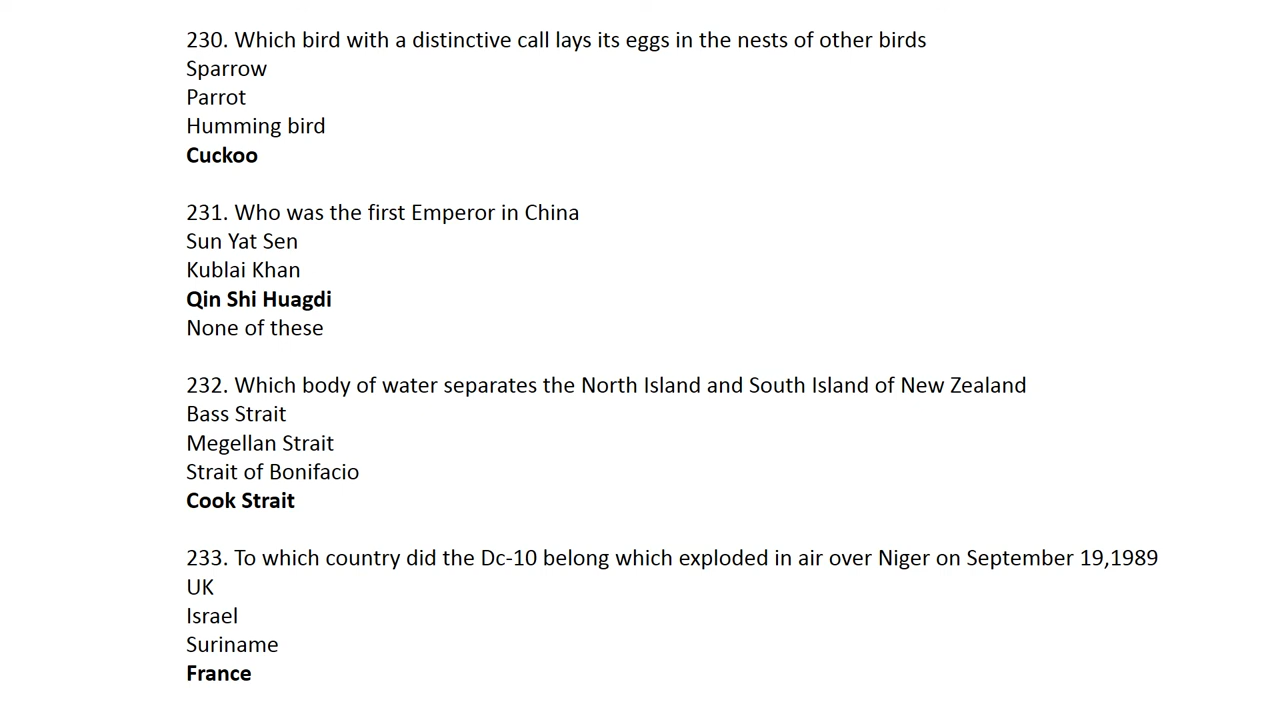 230. Which bird with a distinctive call lays its eggs in the nests of other birds
Sparrow
Parrot
Humming bird
Cuckoo
231. Who was the first Emperor in China
Sun Yat Sen
Kublai Khan
Qin Shi Huagdi
None of these
232. Which body of water separates the North Island and South Island of New Zealand
Bass Strait
Megellan Strait
Strait of Bonifacio
Cook Strait
233. To which country did the Dc-10 belong which exploded in air over Niger on September 19,1989
UK
Israel
Suriname
France